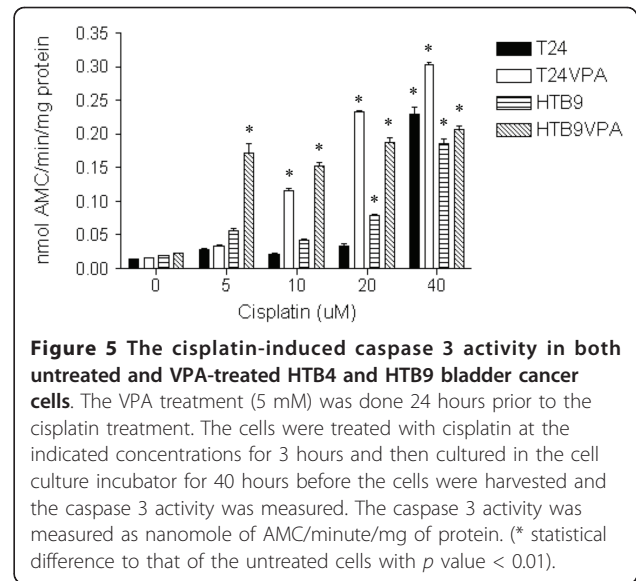 0.35
0.30
0.25
0.20
0.15
0.10
0.05
0.00
nmol AMC/min/mg protein
* * * * * * * * * *
0 5 10 20 40
Cisplatin (uM)
T24
T24VPA
HTB9
HTB9VPA
Figure 5 The cisplatin-induced caspase 3 activity in both
untreated and VPA-treated HTB4 and HTB9 bladder cancer
cells. The VPA treatment (5 mM) was done 24 hours prior to the
cisplatin treatment. The cells were treated with cisplatin at the
indicated concentrations for 3 hours and then cultured in the cell
culture incubator for 40 hours before the cells were harvested and
the caspase 3 activity was measured. The caspase 3 activity was
measured as nanomole of AMC/minute/mg of protein. (* statistical
difference to that of the untreated cells with p value < 0.01).